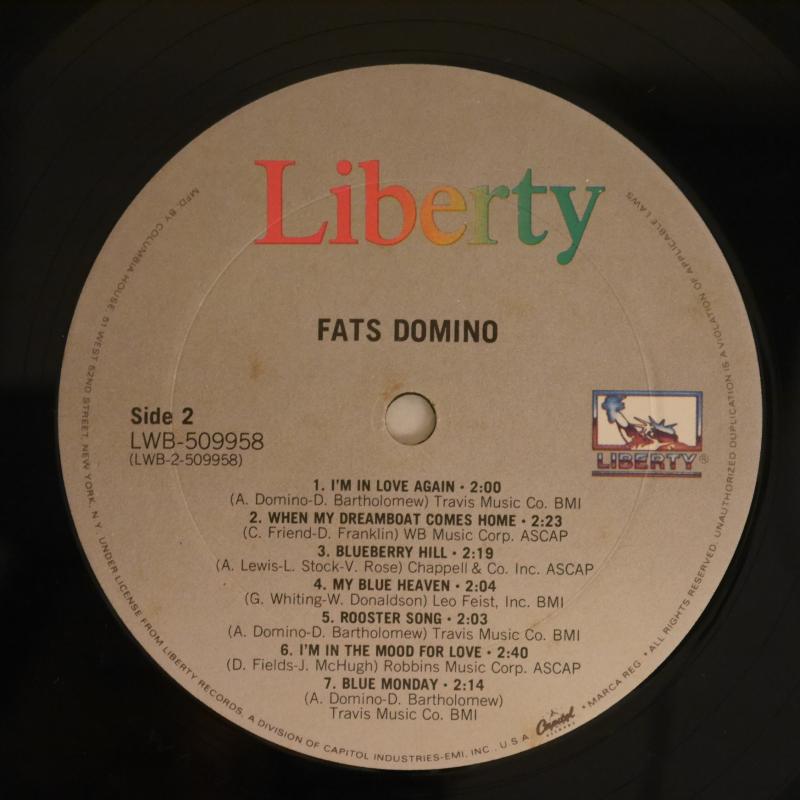 Liberty
FATS DOMINO
Side 2
LWB-509958
(LWB-2-509958)
LIBERTY®
1. I'M IN LOVE AGAIN • 2:00
(A. Domino-D. Bartholomew) Travis Music Co. BMI
2. WHEN MY DREAMBOAT COMES HOME • 2:23
(C. Friend-D. Franklin) WB Music Corp. ASCAP
3. BLUEBERRY HILL • 2:19
(A. Lewis-L. Stock-V. Rose) Chappell & Co. Inc. ASCAP
4. MY BLUE HEAVEN • 2:04
(G. Whiting-W. Donaldson) Leo Feist, Inc. BMI
5. ROOSTER SONG • 2:03
(A. Domino-D. Bartholomew) Travis Music Co. BMI
6. I'M IN THE MOOD FOR LOVE • 2:40
(D. Fields-J. McHugh) Robbins Music Corp. ASCAP
7. BLUE MONDAY • 2:14
(A. Domino-D. Bartholomew)
Travis Music Co. BMI
MFD. BY COLUMBIA HOUSE, 51 WEST 52ND STREET, NEW YORK, N.Y. UNDER LICENSE FROM LIBERTY RECORDS, A DIVISION OF CAPITOL INDUSTRIES-EMI, INC., U.S.A. Capitol RECORDS • MARCA REG. • ALL RIGHTS RESERVED. UNAUTHORIZED DUPLICATION IS A VIOLATION OF APPLICABLE LAWS